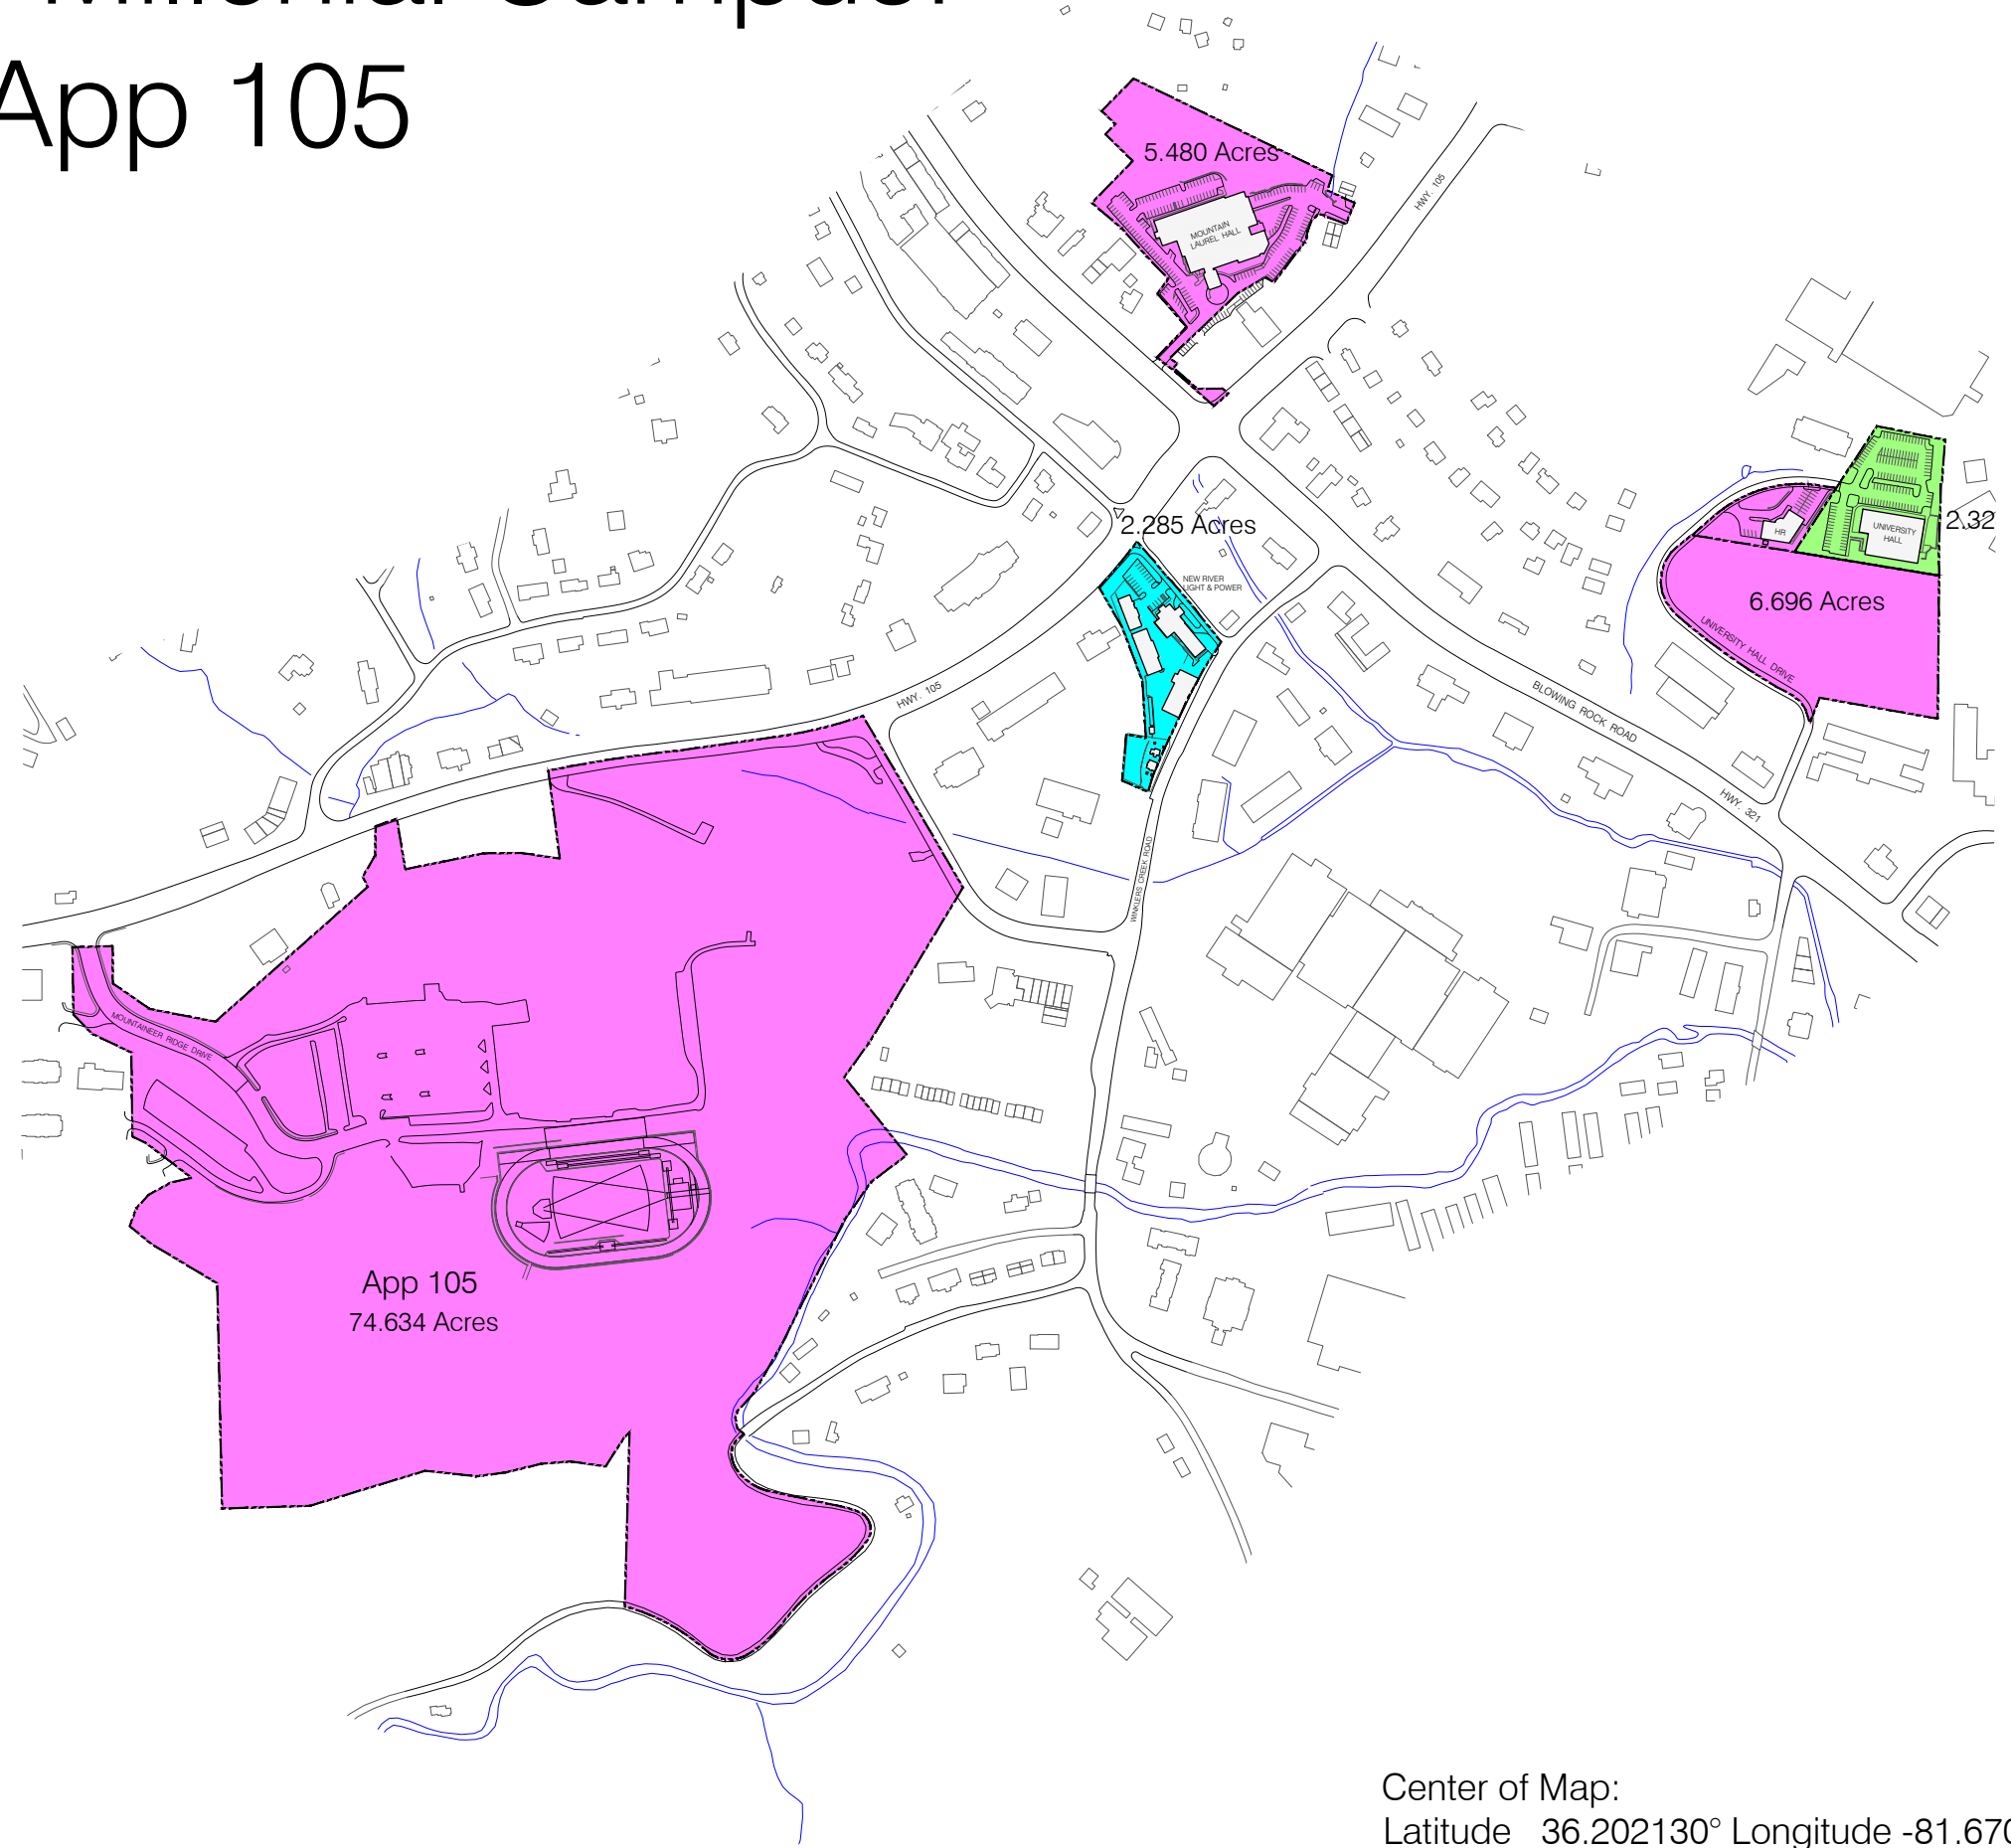 App 105
5.480 Acres
MOUNTAIN
LAUREL HALL
HWY. 105
2.285 Acres
NEW RIVER
LIGHT & POWER
HR
UNIVERSITY
HALL
2.32
6.696 Acres
UNIVERSITY HALL DRIVE
HWY. 105
BLOWING ROCK ROAD
HWY. 321
WINKLERS CREEK ROAD
MOUNTAINEER RIDGE DRIVE
App 105
74.634 Acres
Center of Map:
Latitude 36.202130° Longitude -81.670